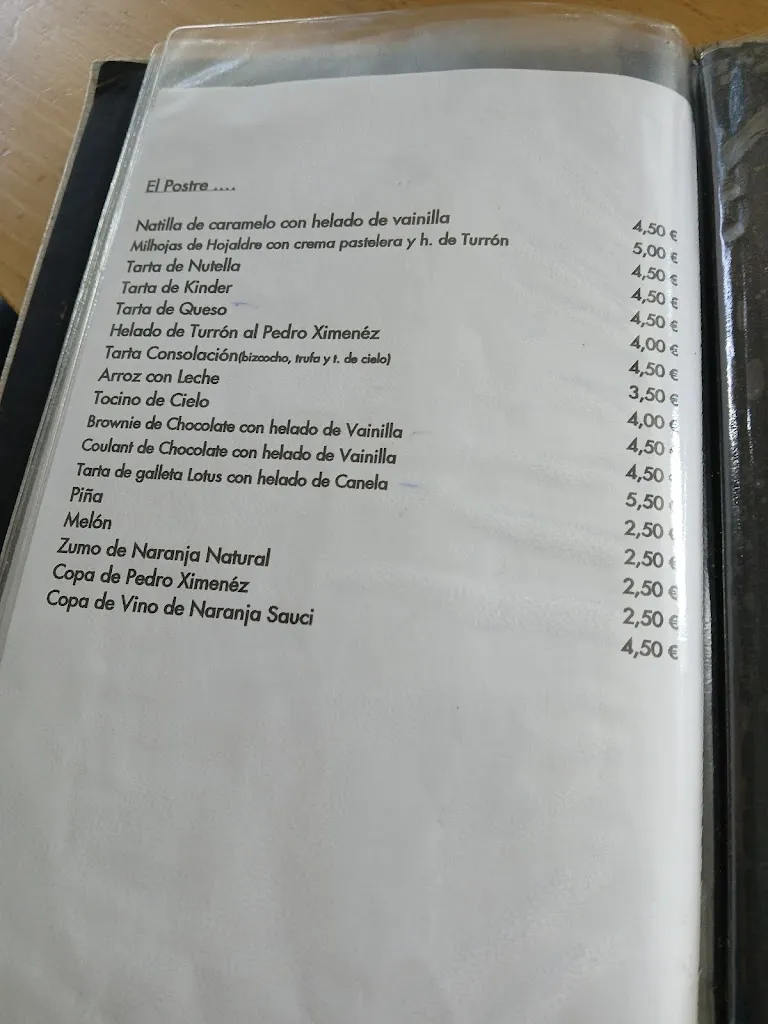 El Postre ....
Natilla de caramelo con helado de vainilla 4,50 €
Milhojas de Hojaldre con crema pastelera y h. de Turrón 5,00 €
Tarta de Nutella 4,50 €
Tarta de Kinder 4,50 €
Tarta de Queso 4,50 €
Helado de Turrón al Pedro Ximenéz 4,00 €
Tarta Consolación(bizcocho, trufa y t. de cielo) 4,50 €
Arroz con Leche 3,50 €
Tocino de Cielo 4,00 €
Brownie de Chocolate con helado de Vainilla 4,50 €
Coulant de Chocolate con helado de Vainilla 4,50 €
Tarta de galleta Lotus con helado de Canela 5,50 €
Piña 2,50 €
Melón 2,50 €
Zumo de Naranja Natural 2,50 €
Copa de Pedro Ximenéz 2,50 €
Copa de Vino de Naranja Sauci 4,50 €